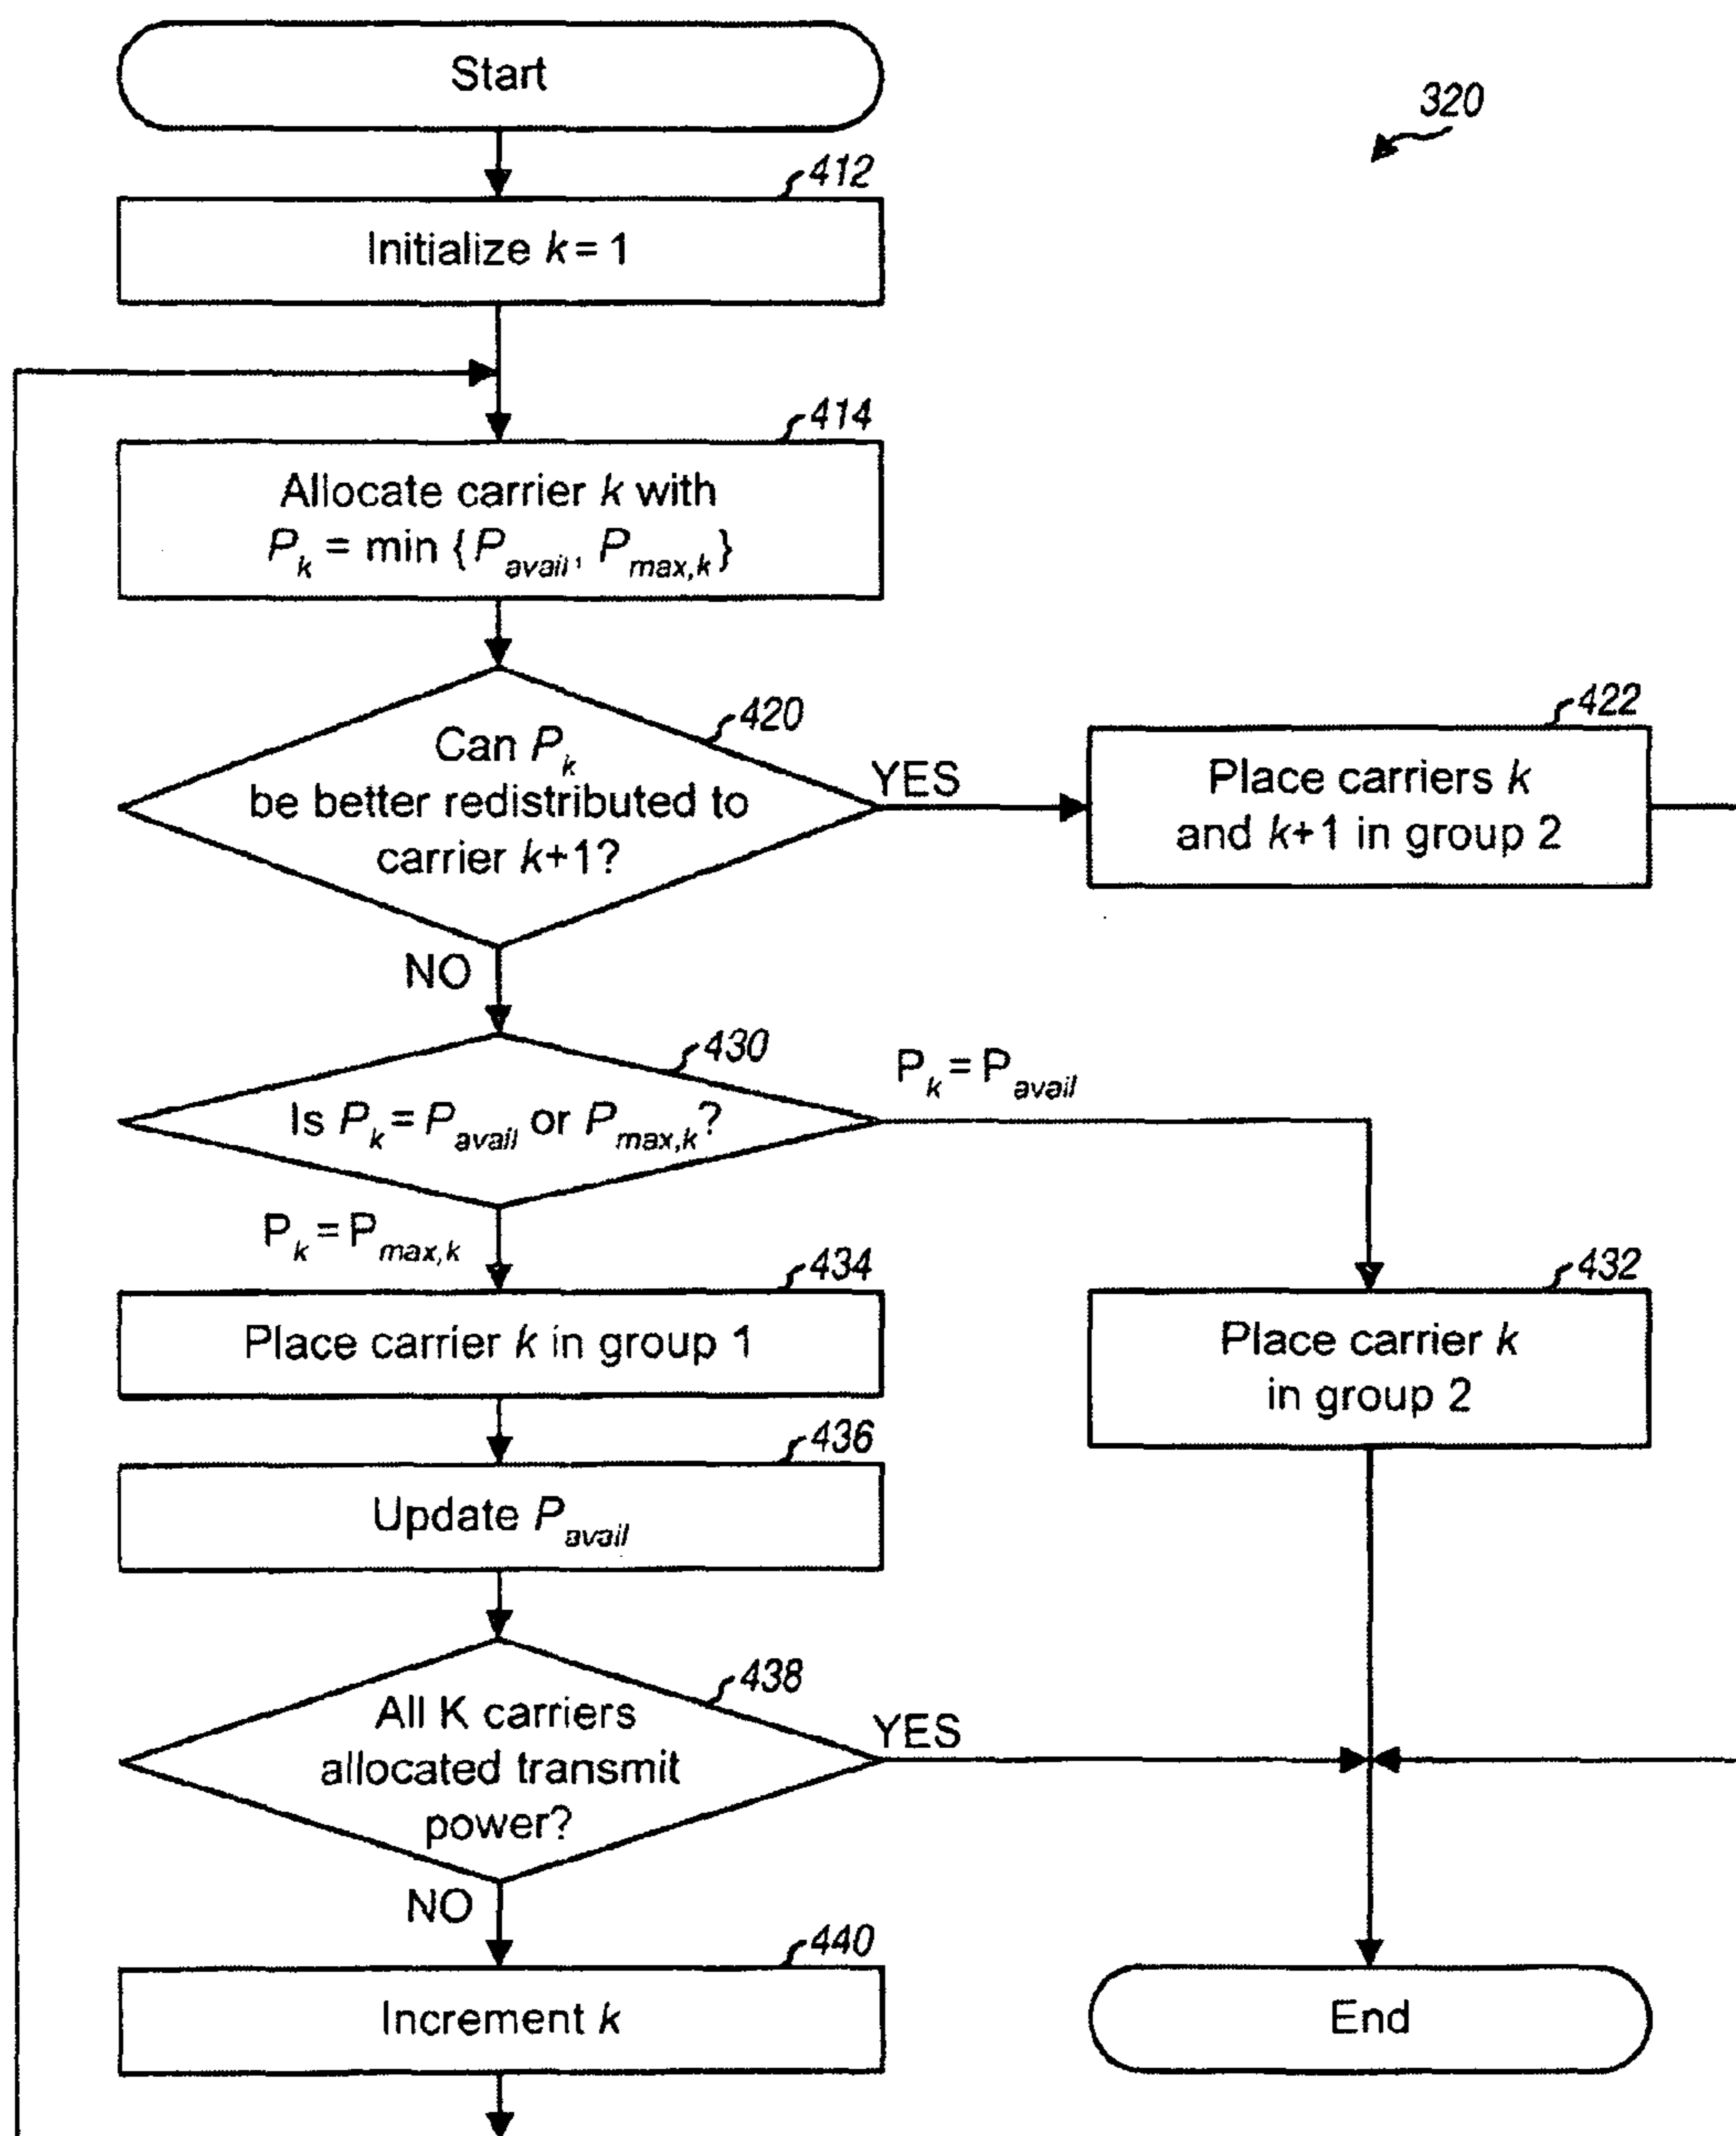 Start
320
412
Initialize k = 1
414
Allocate carrier k with
P_k = min {P_avail, P_max,k}
420
Can P_k
be better redistributed to
carrier k+1?
YES
422
Place carriers k
and k+1 in group 2
NO
430
Is P_k = P_avail or P_max,k?
P_k = P_avail
P_k = P_max,k
434
Place carrier k in group 1
432
Place carrier k
in group 2
436
Update P_avail
438
All K carriers
allocated transmit
power?
YES
NO
440
Increment k
End